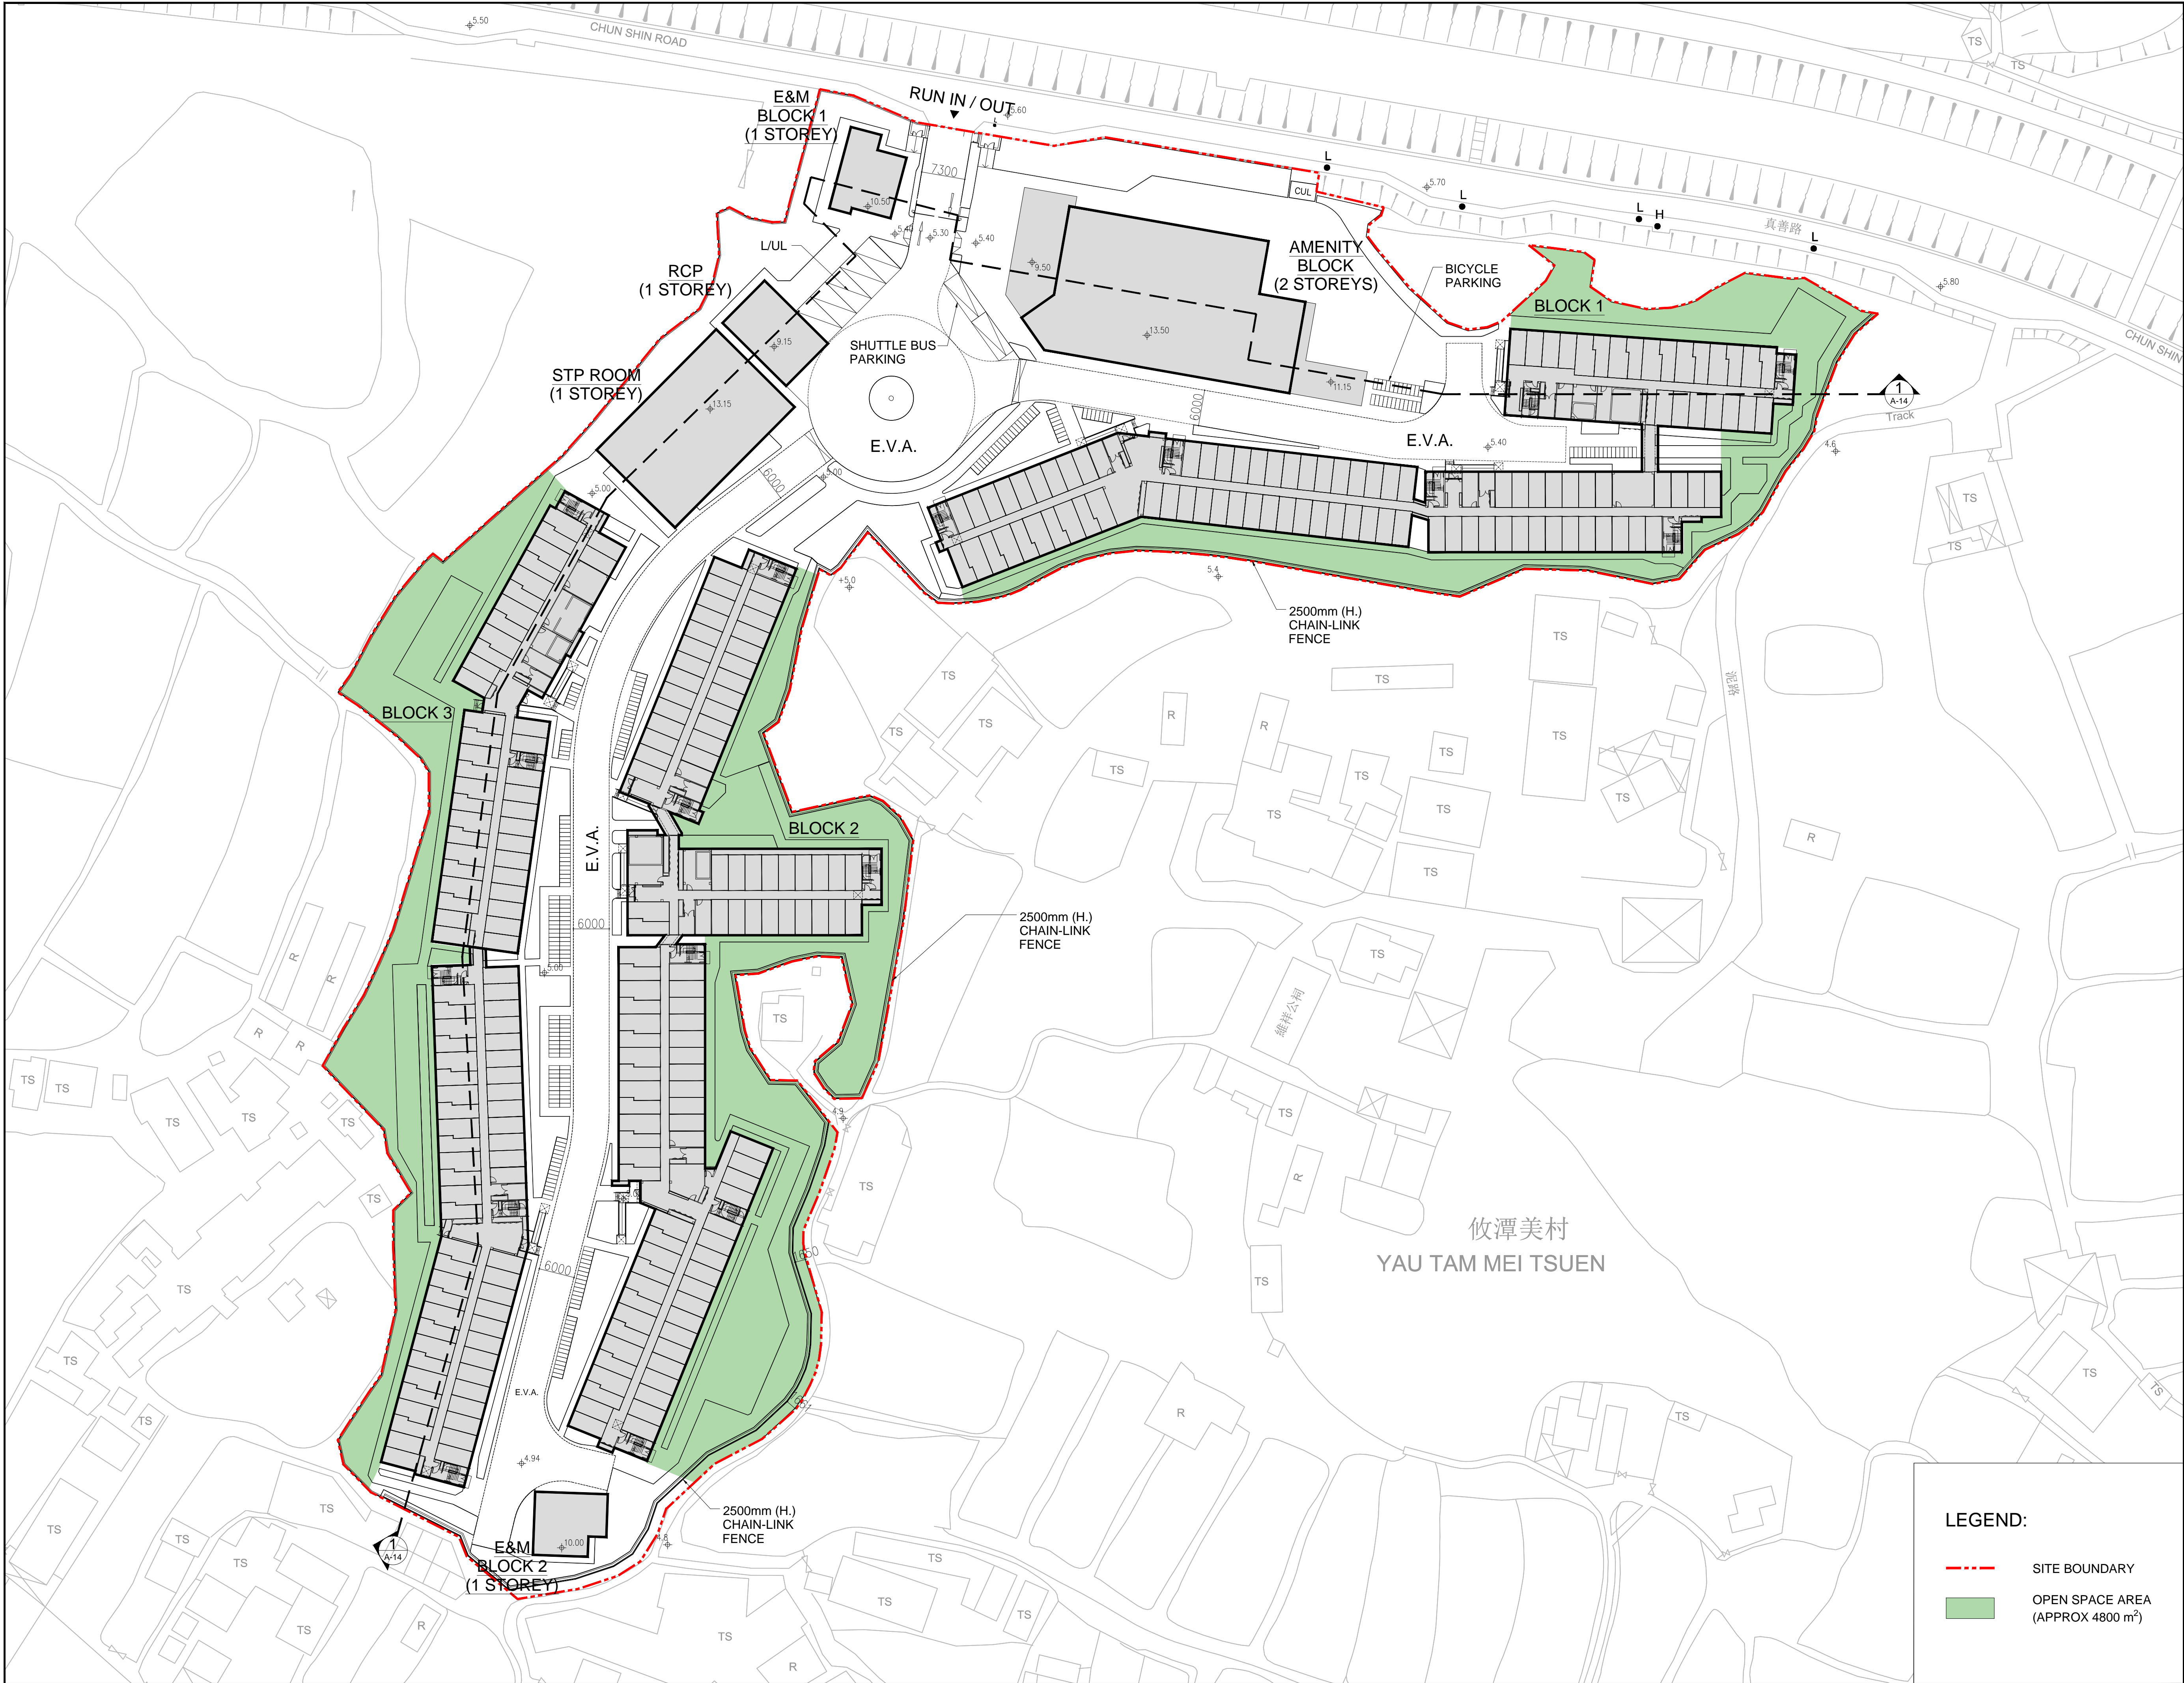 5.50
CHUN SHIN ROAD
TS
TS
E&M
BLOCK 1
(1 STOREY)
RUN IN / OUT
5.60
L
7300
10.50
5.40
5.30
5.40
L/UL
CUL
L
5.70
L
L
H
真善路
L
5.80
CHUN SHIN
RCP
(1 STOREY)
9.50
AMENITY
BLOCK
(2 STOREYS)
BICYCLE
PARKING
BLOCK 1
9.15
SHUTTLE BUS
PARKING
13.50
STP ROOM
(1 STOREY)
13.15
11.15
6000
1
A-14
Track
4.6
E.V.A.
E.V.A.
5.40
6000
5.00
5.00
TS
TS
+5.0
5.4
2500mm (H.)
CHAIN-LINK
FENCE
TS
TS
TS
TS
TS
R
R
TS
TS
TS
TS
TS
TS
TS
TS
R
泥路
BLOCK 3
BLOCK 2
E.V.A.
6000
5.00
2500mm (H.)
CHAIN-LINK
FENCE
R
R
R
R
TS
TS
TS
TS
TS
TS
TS
TS
TS
維祥公祠
TS
R
TS
4.9
TS
650
6000
攸潭美村
YAU TAM MEI TSUEN
TS
TS
TS
TS
E.V.A.
4.94
R
TS
TS
TS
2500mm (H.)
CHAIN-LINK
FENCE
1
A-14
E&M
BLOCK 2
(1 STOREY)
10.00
4.8
TS
TS
TS
TS
R
TS
TS
TS
TS
R
LEGEND:
SITE BOUNDARY
OPEN SPACE AREA
(APPROX 4800 m²)